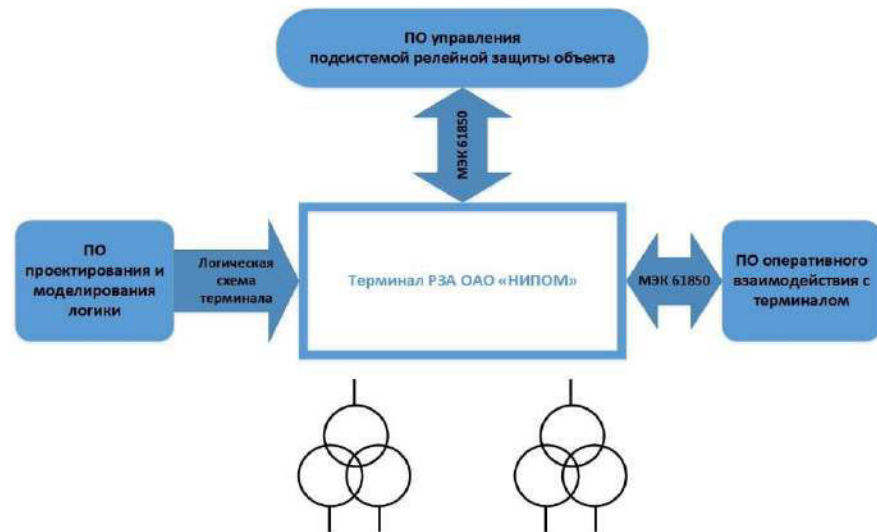 ПО управления
подсистемой релейной защиты объекта
МЭК 61850
ПО
проектирования и
моделирования
логики
Логическая
схема
терминала
Терминал РЗА ОАО «НИПОМ»
МЭК 61850
ПО оперативного
взаимодействия с
терминалом